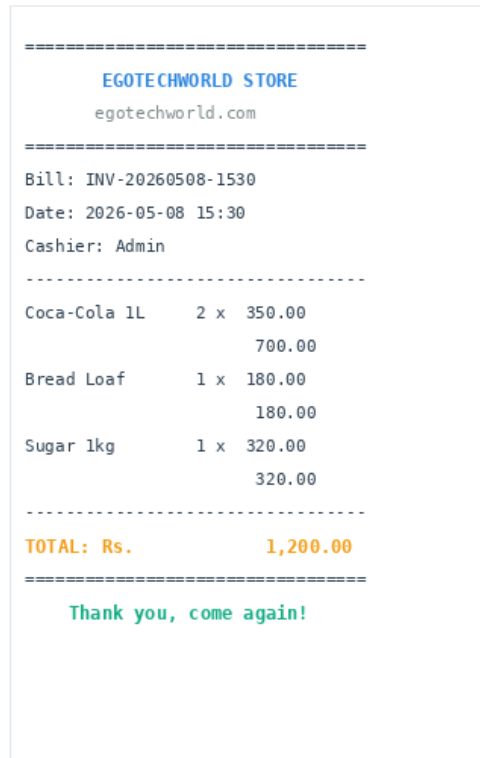 ==================================
EGOTECHWORLD STORE
egotechworld.com
==================================
Bill: INV-20260508-1530
Date: 2026-05-08 15:30
Cashier: Admin
----------------------------------
Coca-Cola 1L     2 x  350.00
700.00
Bread Loaf       1 x  180.00
180.00
Sugar 1kg        1 x  320.00
320.00
----------------------------------
TOTAL: Rs.             1,200.00
==================================
Thank you, come again!